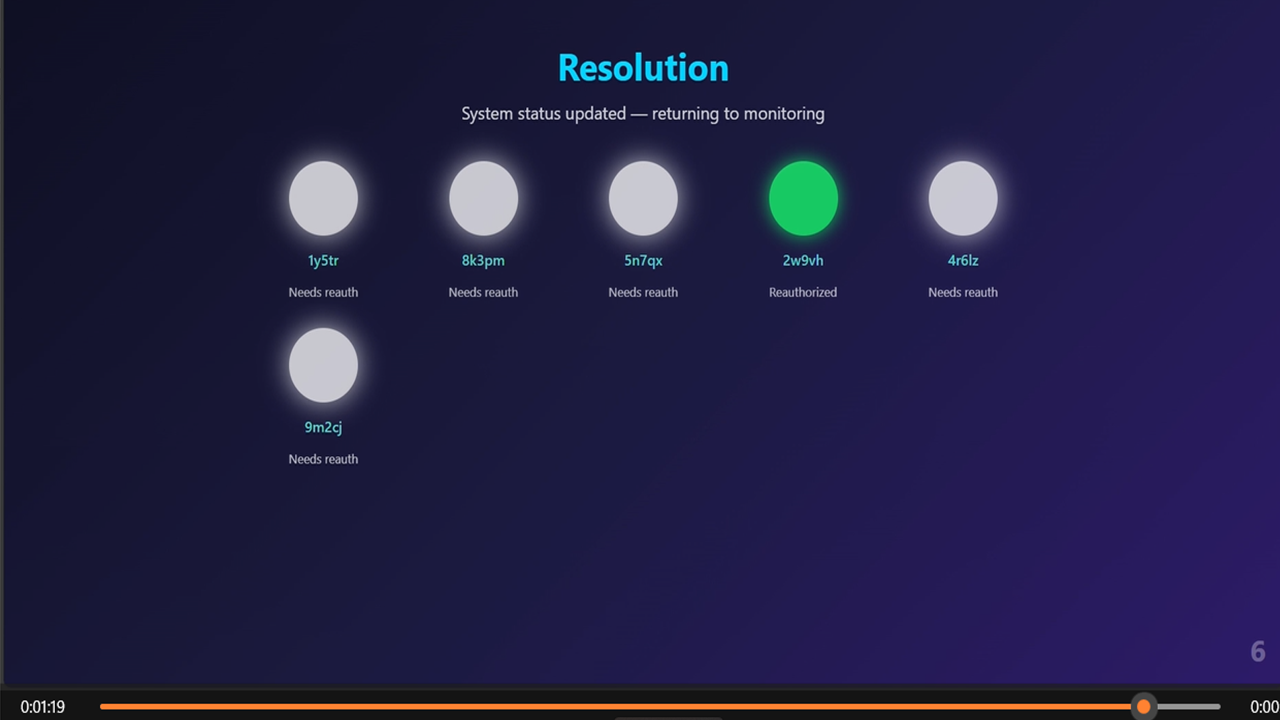 Resolution
System status updated — returning to monitoring
1y5tr 8k3pm 5n7qx 2w9vh 4r6lz
Needs reauth Needs reauth Needs reauth Reauthorized Needs reauth
9m2cj
Needs reauth
6
0:01:19 0:00